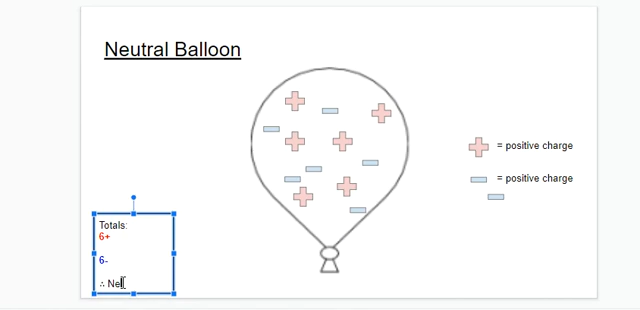 Neutral Balloon
= positive charge
= positive charge
Totals:
6+
6-
∴ Ne